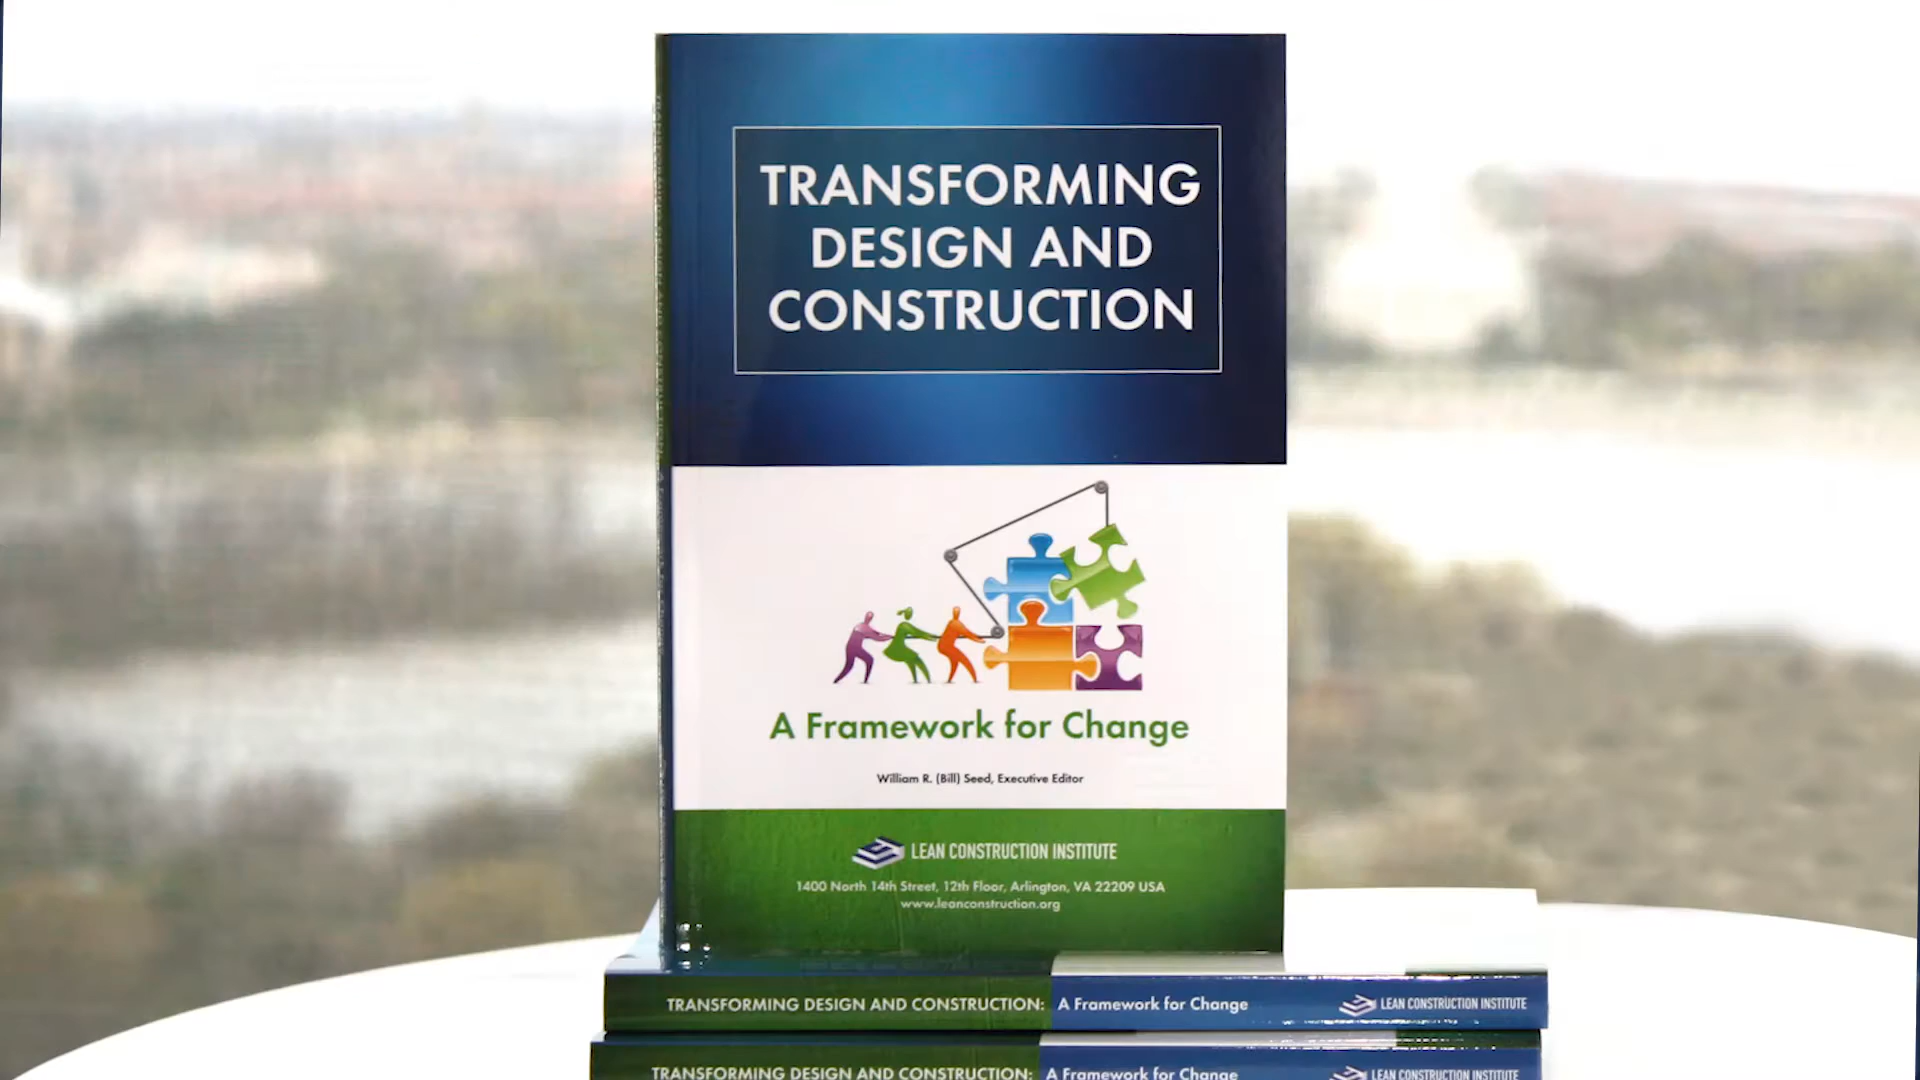 TRANSFORMING
DESIGN AND
CONSTRUCTION
A Framework for Change
William R. (Bill) Seed, Executive Editor
LEAN CONSTRUCTION INSTITUTE
1400 North 14th Street, 12th Floor, Arlington, VA 22209 USA
www.leanconstruction.org
TRANSFORMING DESIGN AND CONSTRUCTION: A Framework for Change LEAN CONSTRUCTION INSTITUTE
TRANSFORMING DESIGN AND CONSTRUCTION: A Framework for Change LEAN CONSTRUCTION INSTITUTE